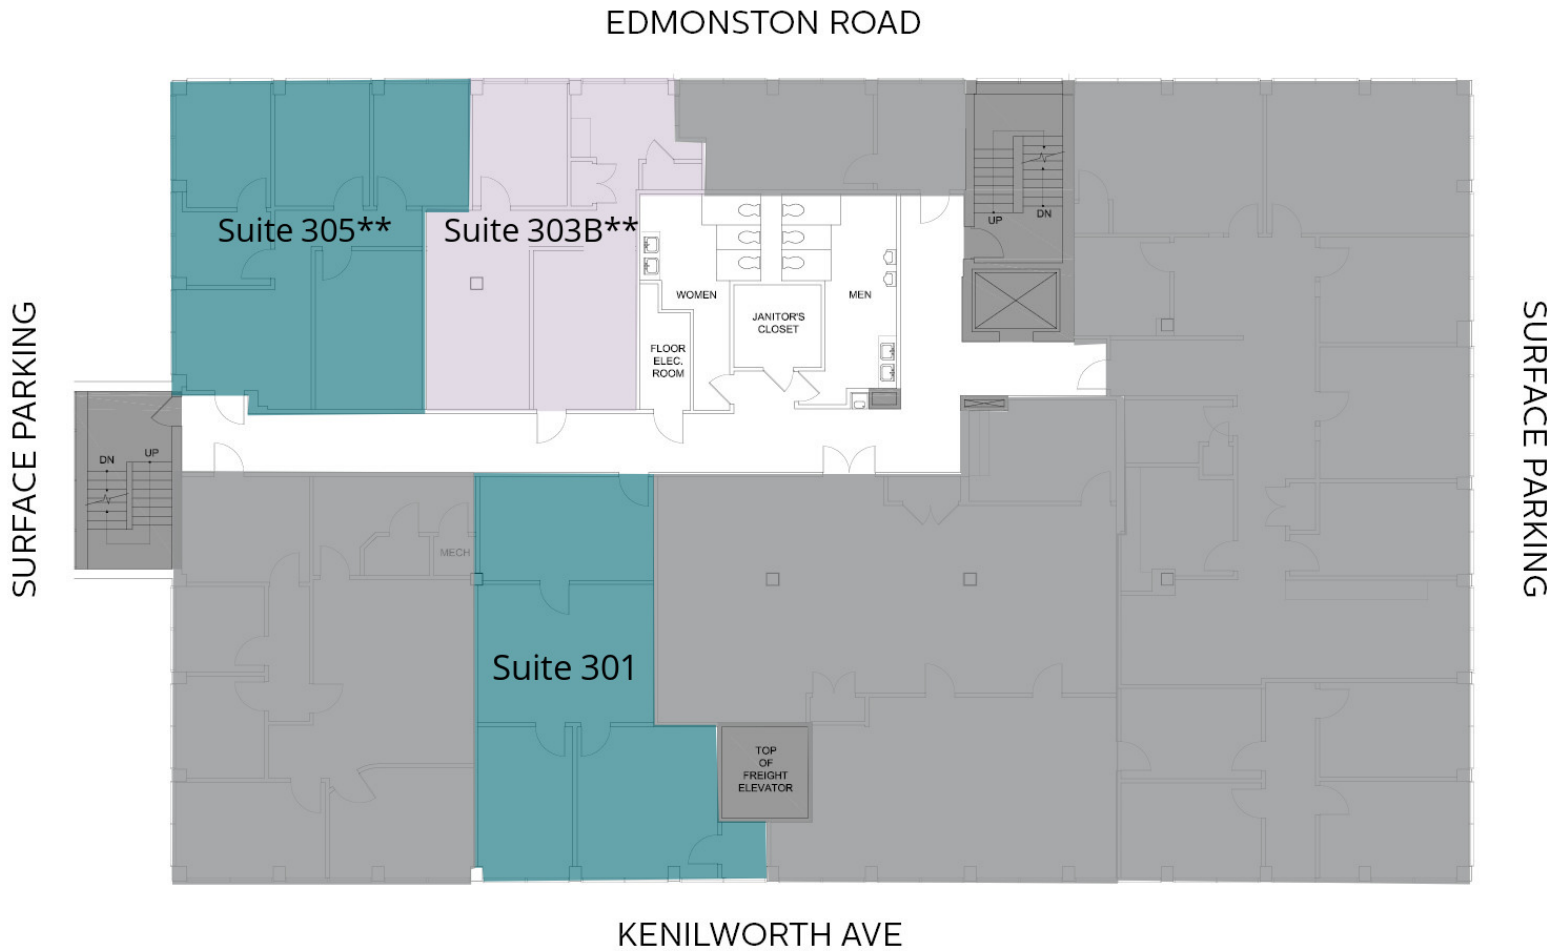 EDMONSTON ROAD
SURFACE PARKING
SURFACE PARKING
Suite 305**
Suite 303B**
UP
DN
WOMEN
MEN
JANITOR'S
CLOSET
FLOOR
ELEC.
ROOM
DN
UP
MECH
Suite 301
TOP
OF
FREIGHT
ELEVATOR
KENILWORTH AVE